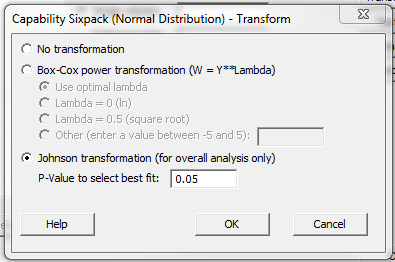 Capability Sixpack (Normal Distribution) - Transform
No transformation
Box-Cox power transformation (W = Y**Lambda)
Use optimal lambda
Lambda = 0 (ln)
Lambda = 0.5 (square root)
Other (enter a value between -5 and 5):
Johnson transformation (for overall analysis only)
P-Value to select best fit: 0.05
Help OK Cancel